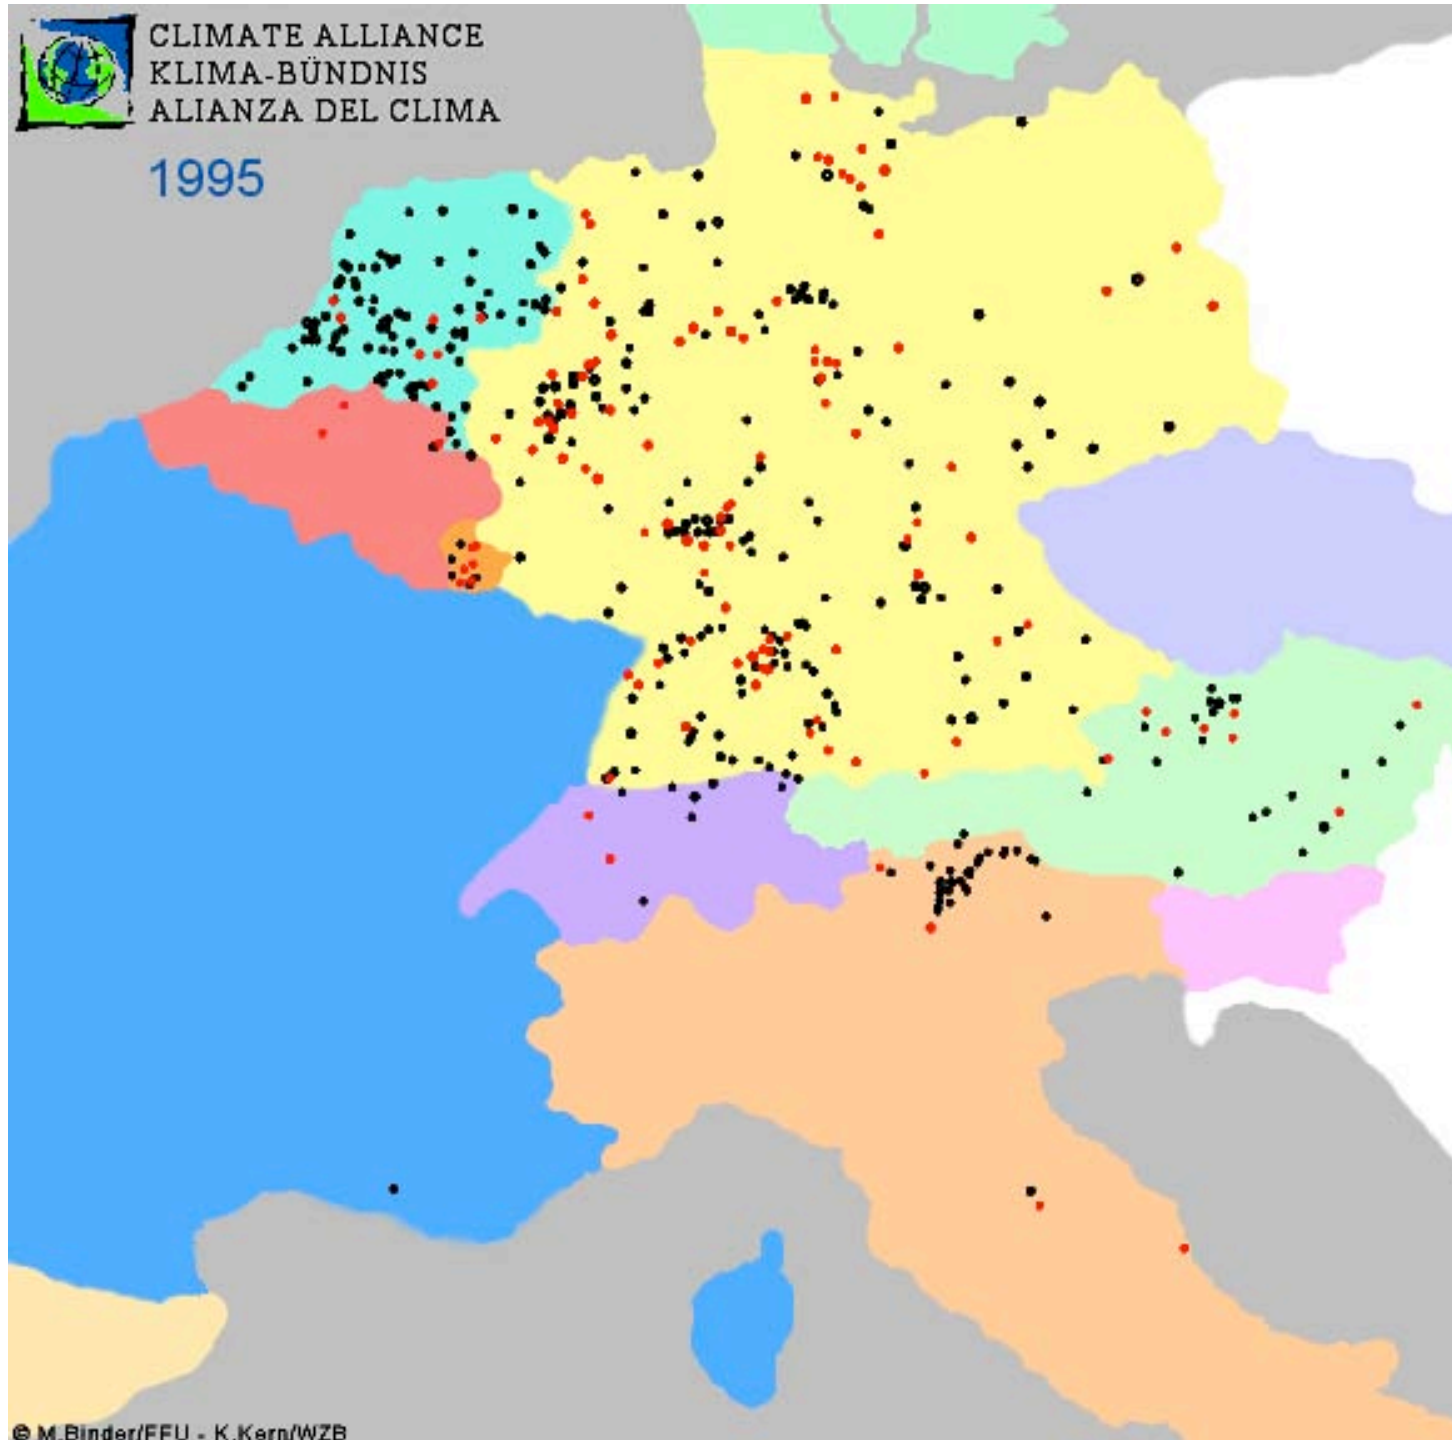 CLIMATE ALLIANCE
KLIMA-BÜNDNIS
ALIANZA DEL CLIMA
1995
© M.Binder/FFU - K.Kern/WZB